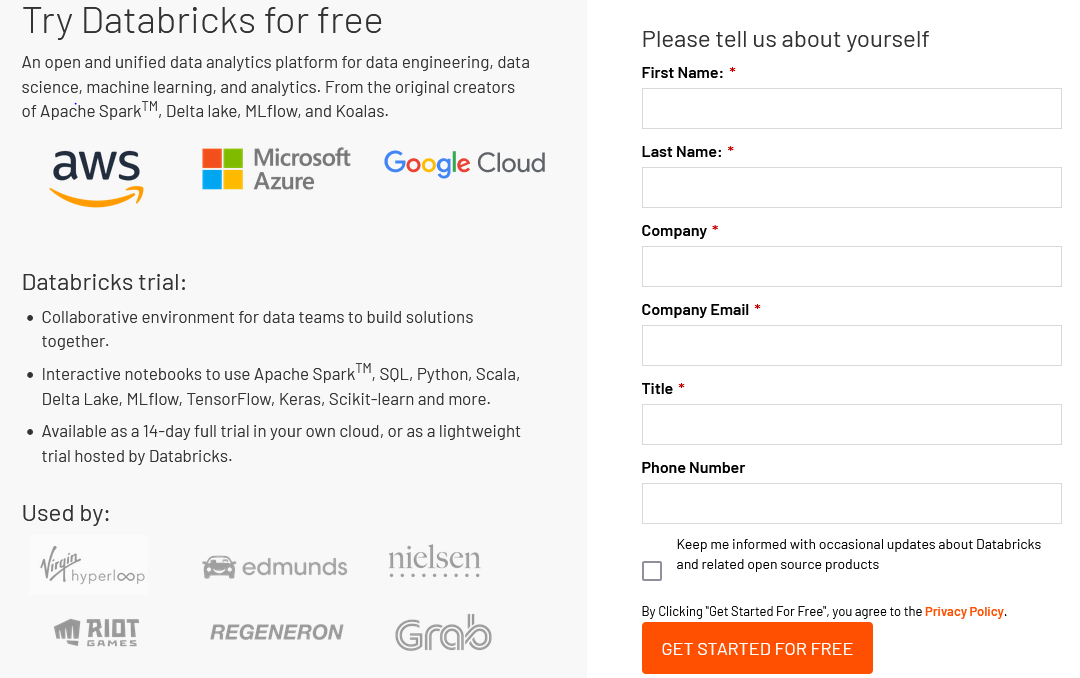 Try Databricks for free
An open and unified data analytics platform for data engineering, data
science, machine learning, and analytics. From the original creators
of Apache Spark™, Delta lake, MLflow, and Koalas.
aws
Microsoft
Azure
Google Cloud
Databricks trial:
• Collaborative environment for data teams to build solutions
together.
• Interactive notebooks to use Apache Spark™, SQL, Python, Scala,
Delta Lake, MLflow, TensorFlow, Keras, Scikit-learn and more.
• Available as a 14-day full trial in your own cloud, or as a lightweight
trial hosted by Databricks.
Used by:
Virgin
hyperloop
edmunds
nielsen
RIOT
GAMES
REGENERON
Grab
Please tell us about yourself
First Name: *
Last Name: *
Company *
Company Email *
Title *
Phone Number
Keep me informed with occasional updates about Databricks
and related open source products
By Clicking "Get Started For Free", you agree to the Privacy Policy.
GET STARTED FOR FREE